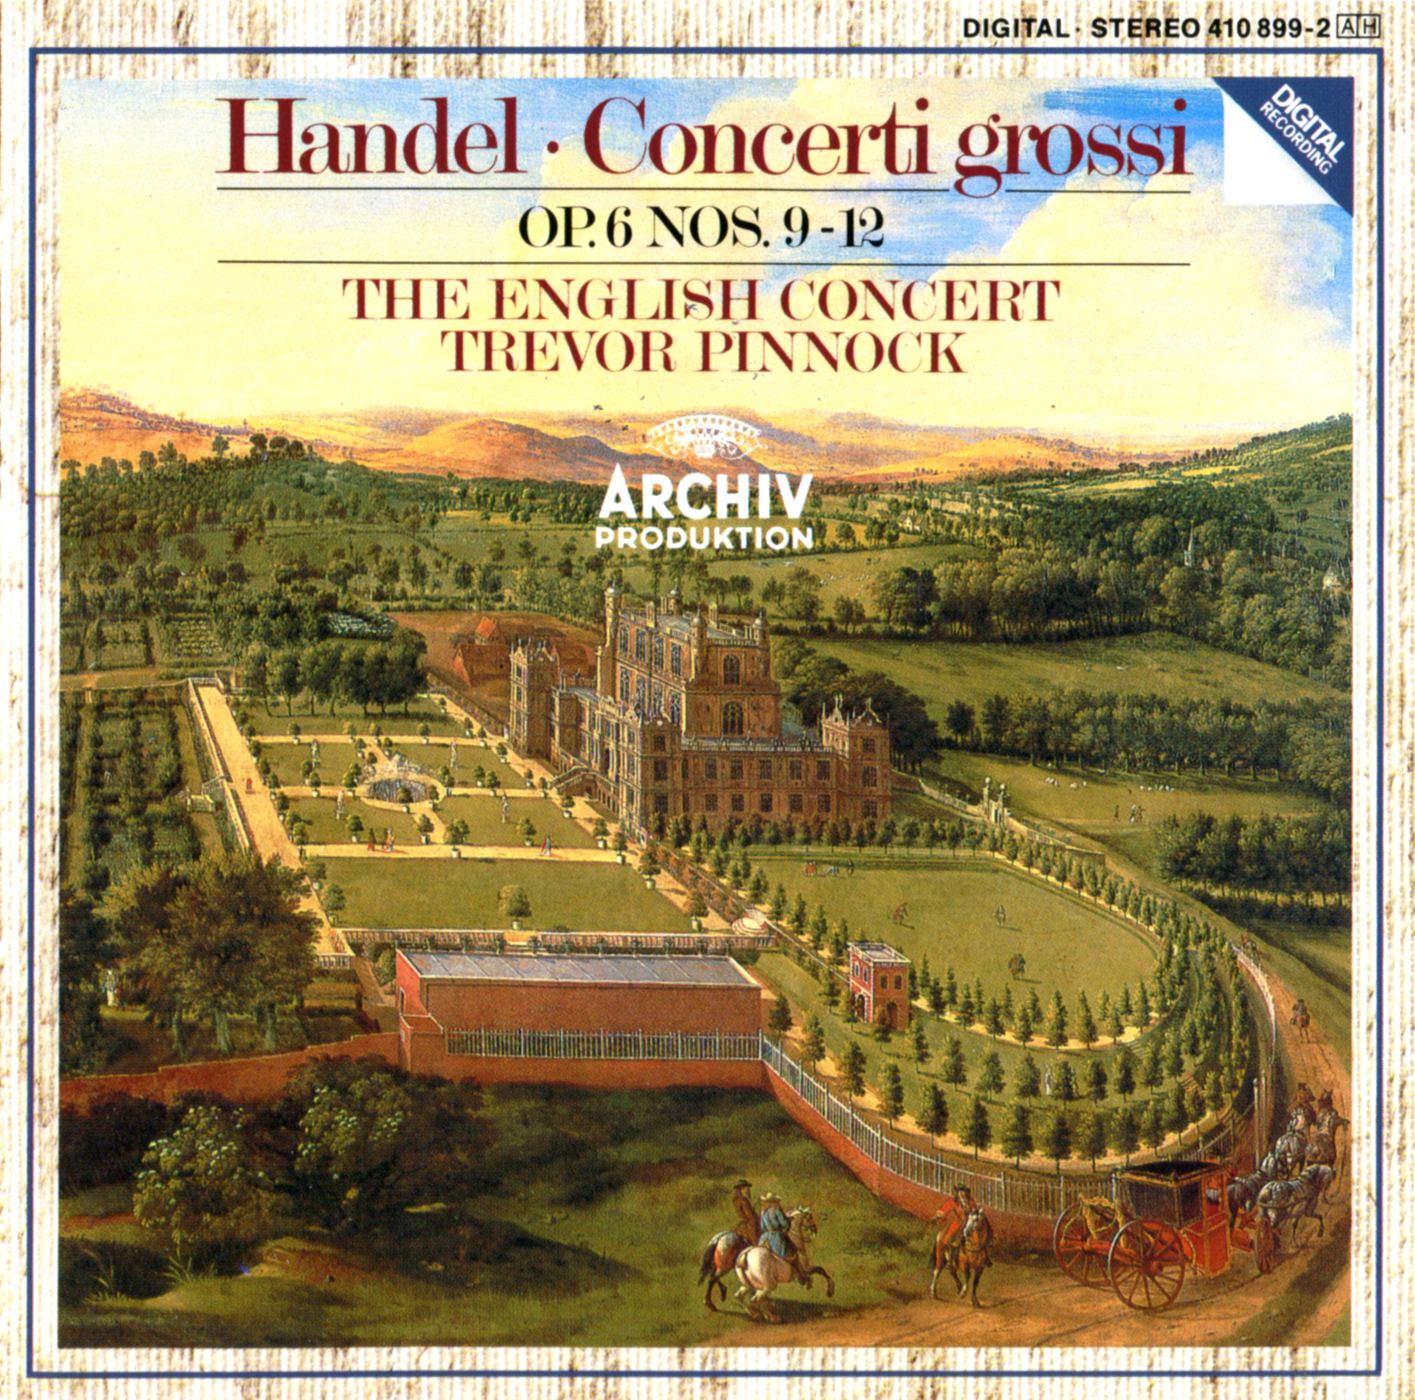 DIGITAL · STEREO 410 899-2 AH
Handel · Concerti grossi
DIGITAL
RECORDING
OP. 6 NOS. 9-12
THE ENGLISH CONCERT
TREVOR PINNOCK
ARCHIV
PRODUKTION